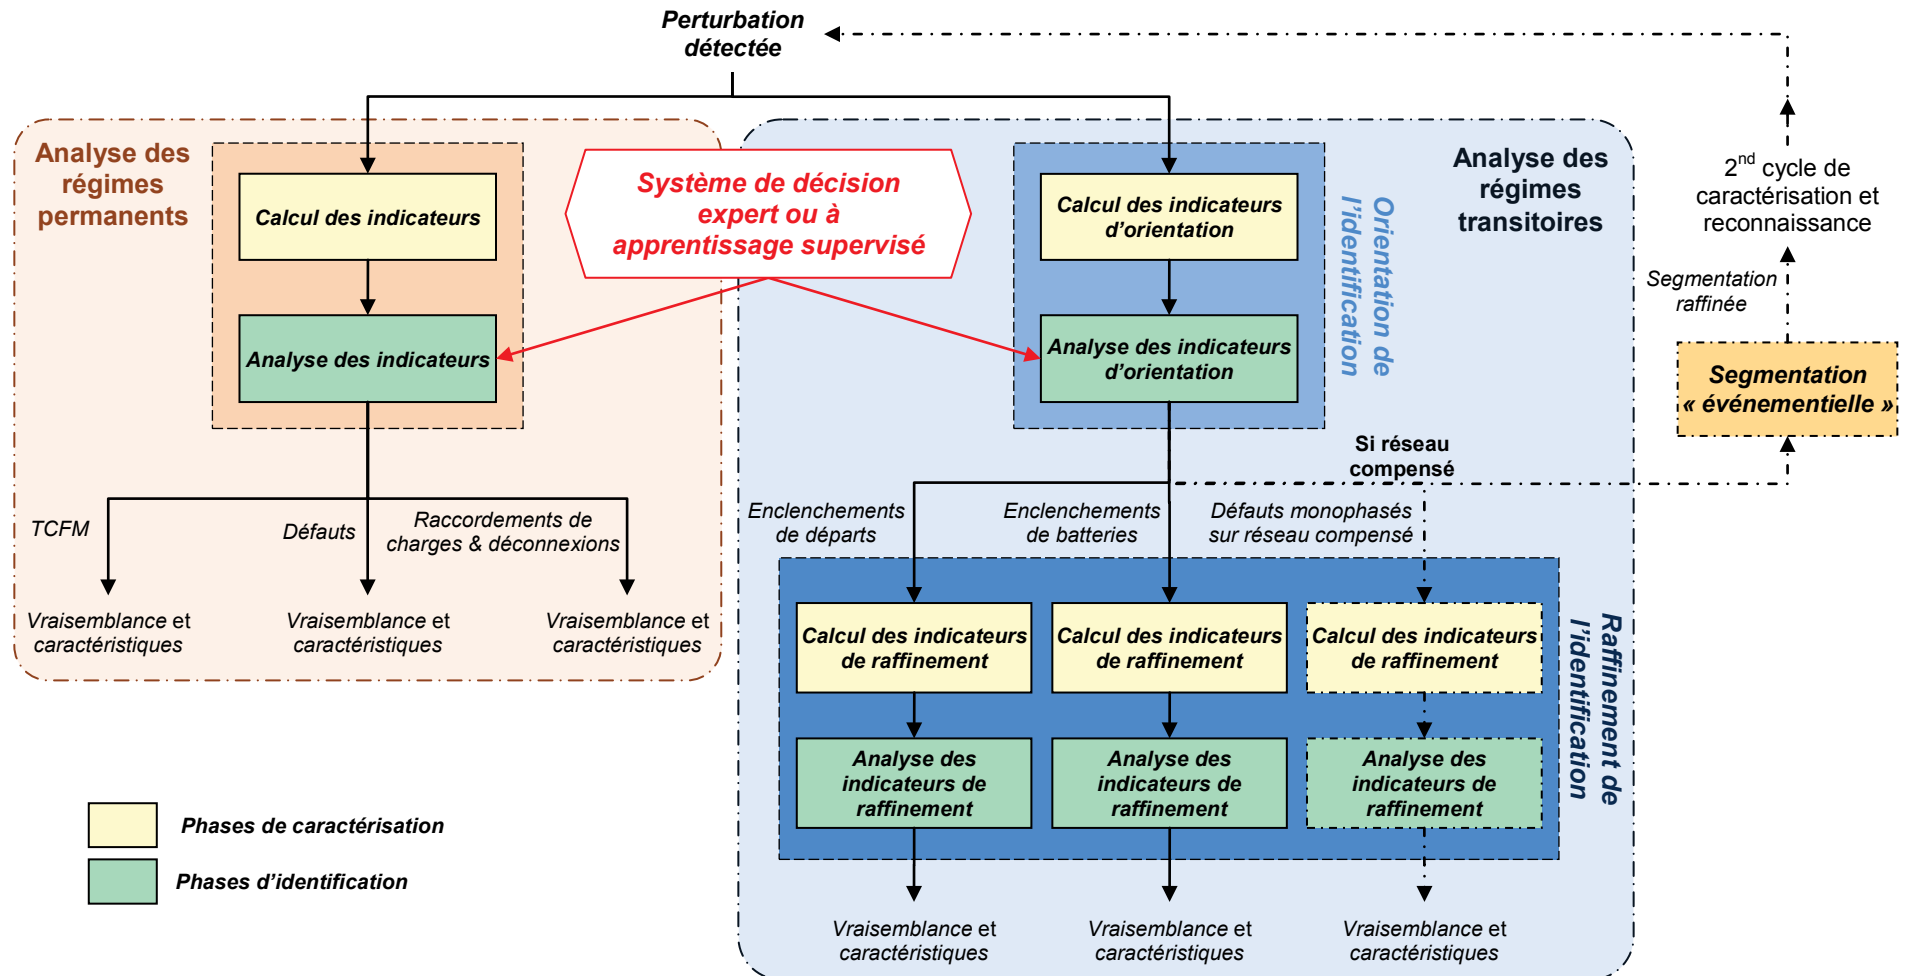 Perturbation
détectée
Analyse des
régimes
permanents
Calcul des indicateurs
Analyse des indicateurs
Système de décision
expert ou à
apprentissage supervisé
Calcul des indicateurs
d’orientation
Analyse des indicateurs
d’orientation
Orientation de
l’identification
Analyse des
régimes
transitoires
2nd cycle de
caractérisation et
reconnaissance
Segmentation
raffinée
Segmentation
« événementielle »
Si réseau
compensé
TCFM
Défauts
Raccordements de
charges & déconnexions
Vraisemblance et
caractéristiques
Vraisemblance et
caractéristiques
Vraisemblance et
caractéristiques
Enclenchements
de départs
Enclenchements
de batteries
Défauts monophasés
sur réseau compensé
Calcul des indicateurs
de raffinement
Calcul des indicateurs
de raffinement
Calcul des indicateurs
de raffinement
Analyse des
indicateurs de
raffinement
Analyse des
indicateurs de
raffinement
Analyse des
indicateurs de
raffinement
Raffinement de
l’identification
Vraisemblance et
caractéristiques
Vraisemblance et
caractéristiques
Vraisemblance et
caractéristiques
Phases de caractérisation
Phases d’identification